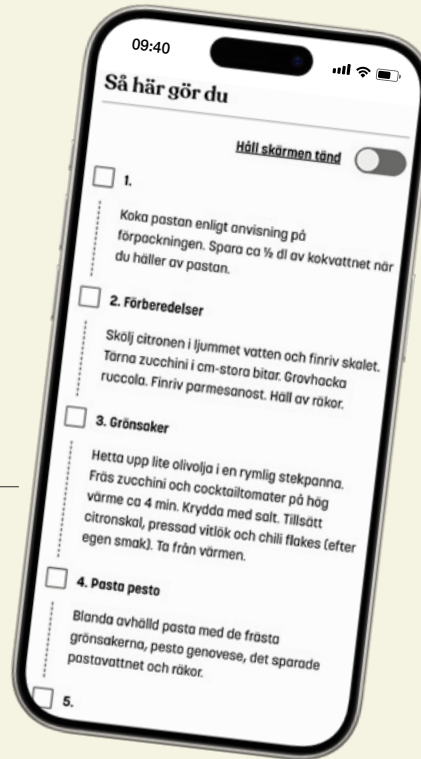 09:40
Så här gör du
Håll skärmen tänd
1.
Koka pastan enligt anvisning på
förpackningen. Spara ca ½ dl av kokvattnet när
du häller av pastan.
2. Förberedelser
Skölj citronen i ljummet vatten och finriv skalet.
Tärna zucchini i cm-stora bitar. Grovhacka
ruccola. Finriv parmesanost. Häll av räkor.
3. Grönsaker
Hetta upp lite olivolja i en rymlig stekpanna.
Fräs zucchini och cocktailtomater på hög
värme ca 4 min. Krydda med salt. Tillsätt
citronskal, pressad vitlök och chili flakes (efter
egen smak). Ta från värmen.
4. Pasta pesto
Blanda avhälld pasta med de frästa
grönsakerna, pesto genovese, det sparade
pastavattnet och räkor.
5.